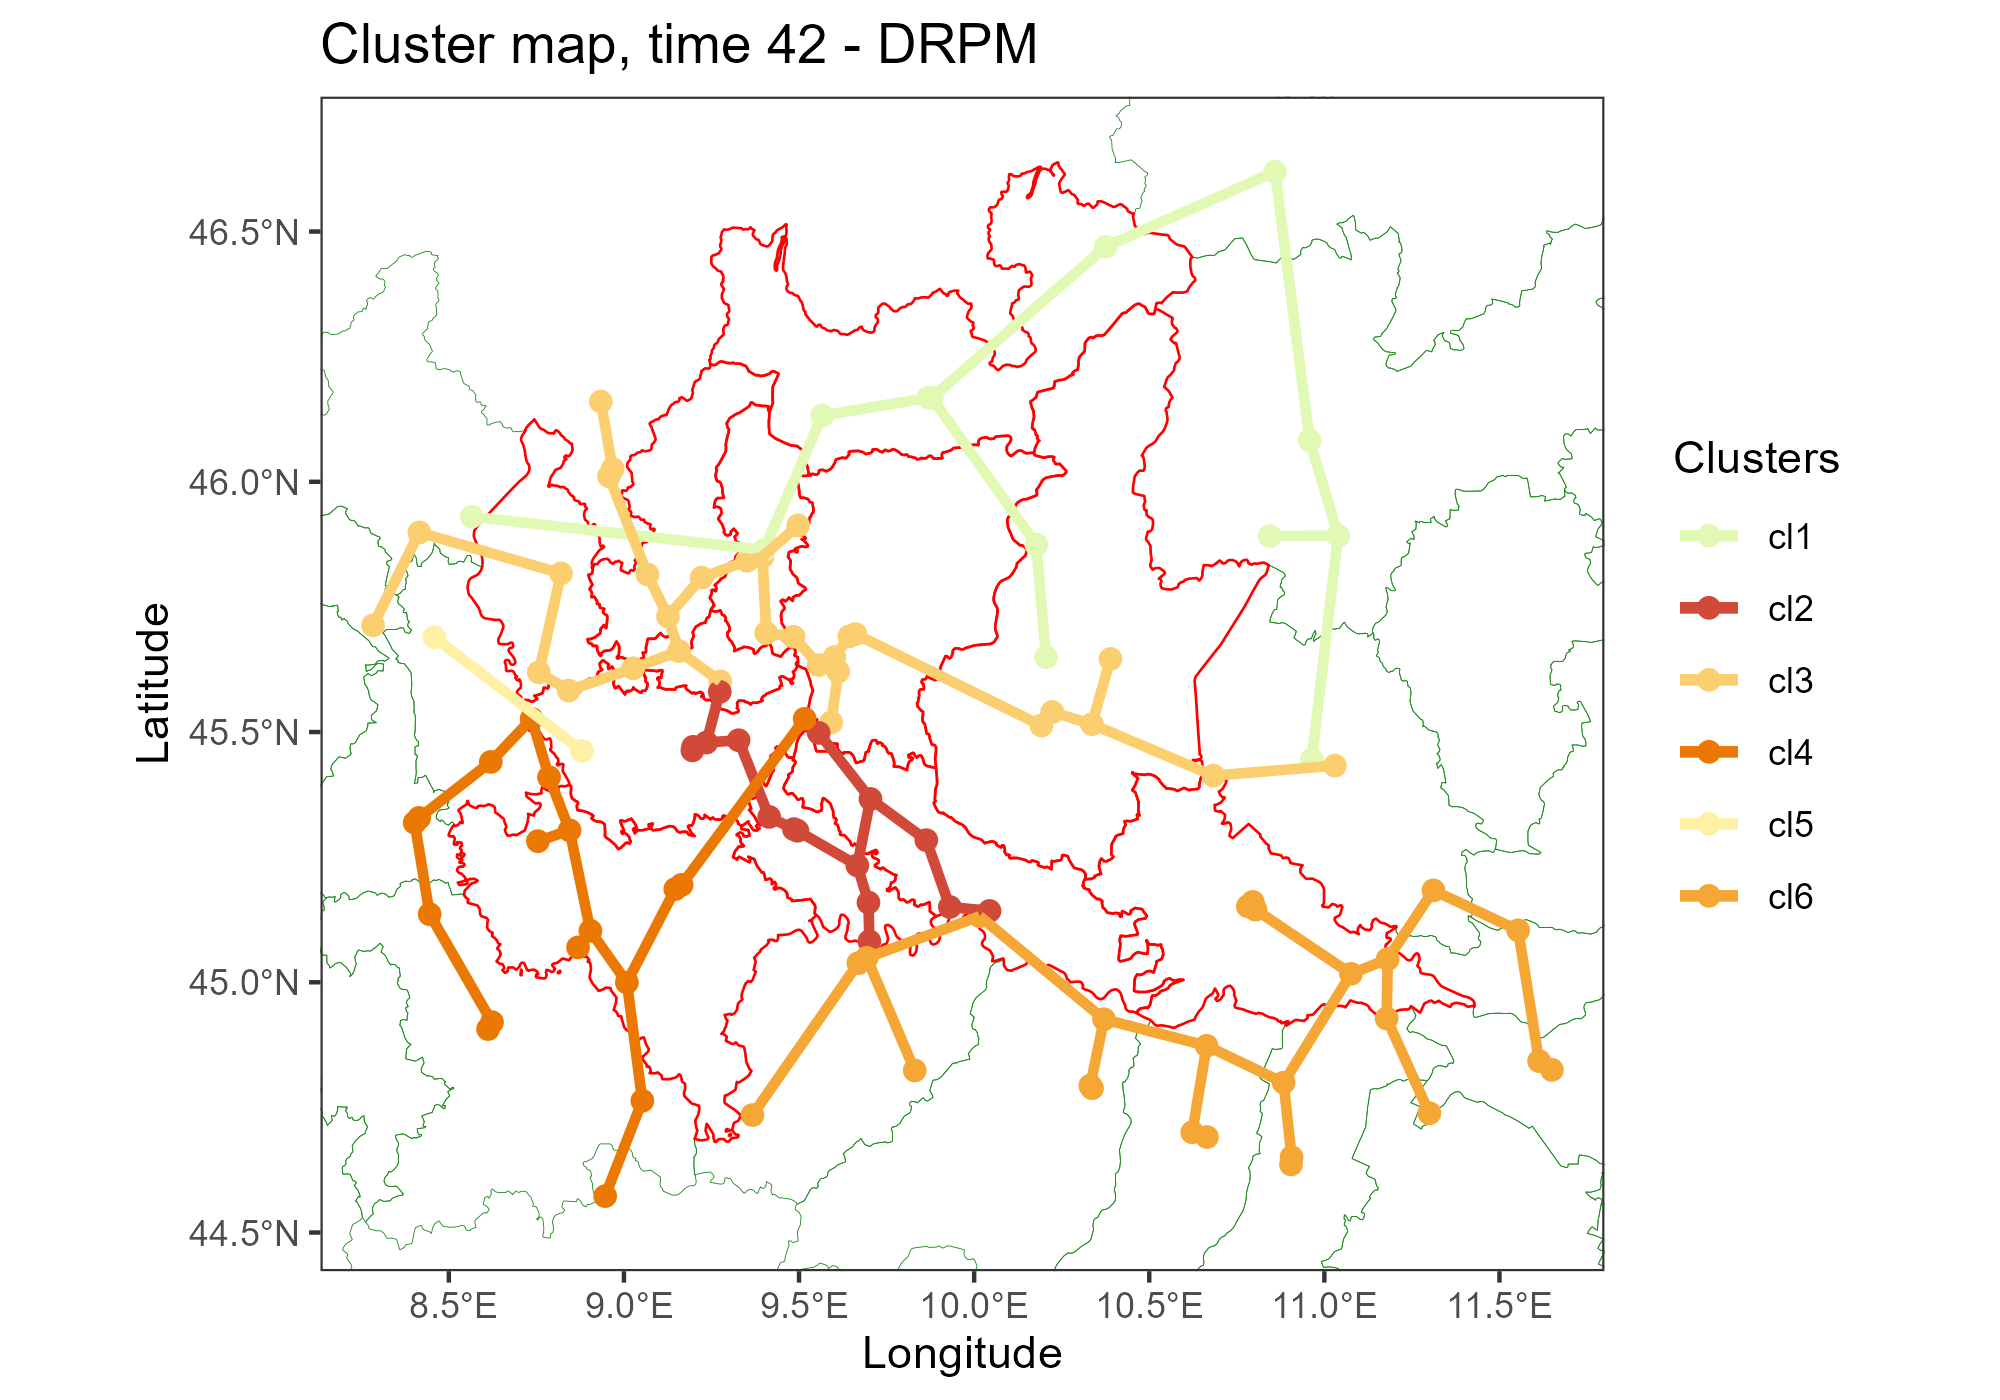 Cluster map, time 42 - DRPM
46.5°N
46.0°N
45.5°N
45.0°N
44.5°N
Latitude
8.5°E 9.0°E 9.5°E 10.0°E 10.5°E 11.0°E 11.5°E
Longitude
Clusters
cl1
cl2
cl3
cl4
cl5
cl6